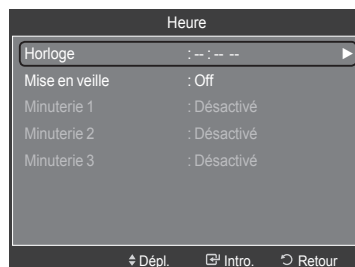 Heure
Horloge : -- : -- --
Mise en veille : Off
Minuterie 1 : Désactivé
Minuterie 2 : Désactivé
Minuterie 3 : Désactivé
Dépl. Intro. Retour